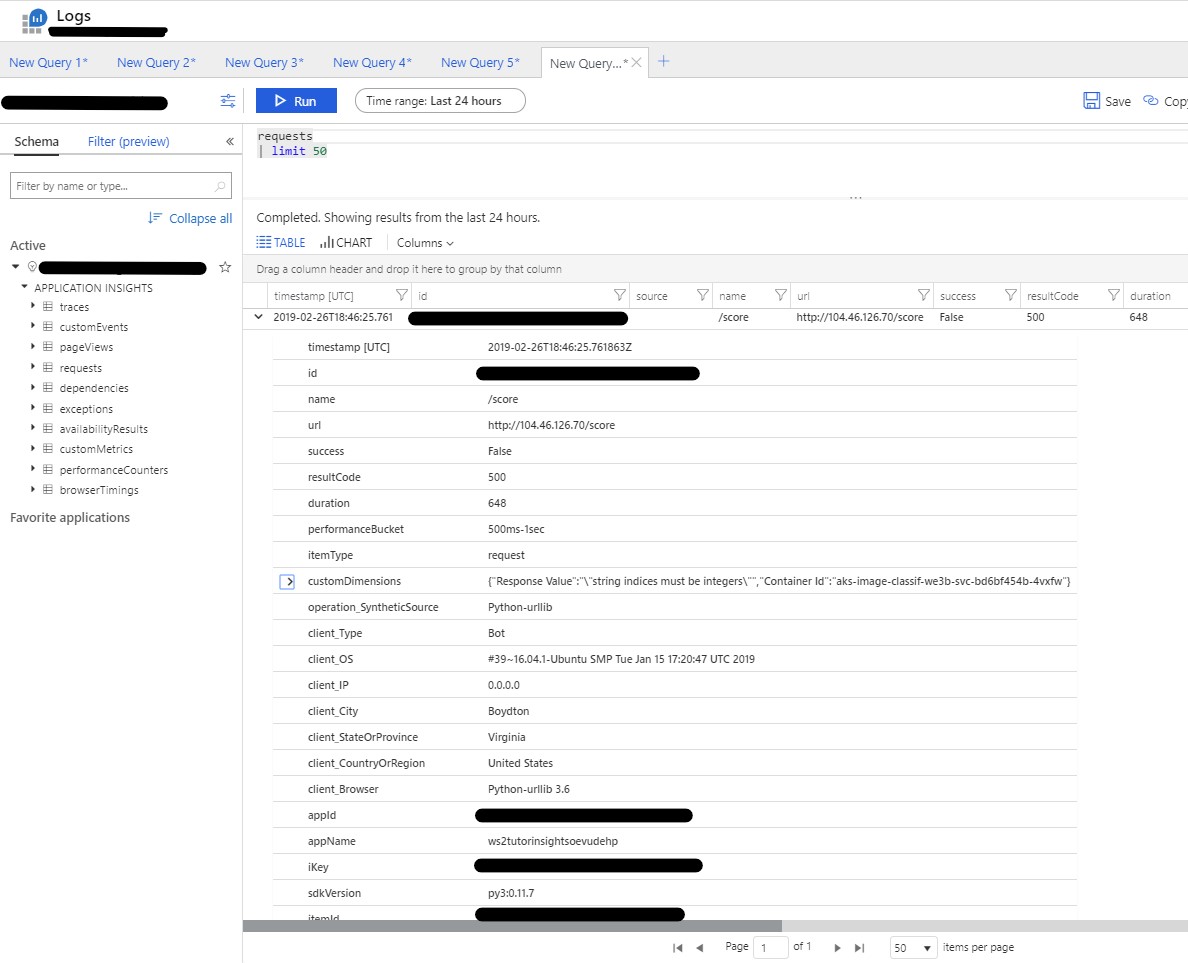 Logs
New Query 1* New Query 2* New Query 3* New Query 4* New Query 5* New Query...*
Run Time range: Last 24 hours Save Copy
Schema Filter (preview) «
requests
| limit 50
Filter by name or type...
...
Collapse all
Completed. Showing results from the last 24 hours.
TABLE CHART Columns
Active
Drag a column header and drop it here to group by that column
APPLICATION INSIGHTS
timestamp [UTC] id source name url success resultCode duration
traces
2019-02-26T18:46:25.761 /score http://104.46.126.70/score False 500 648
customEvents
pageViews
requests
dependencies
exceptions
availabilityResults
customMetrics
performanceCounters
browserTimings
Favorite applications
timestamp [UTC] 2019-02-26T18:46:25.761863Z
id
name /score
url http://104.46.126.70/score
success False
resultCode 500
duration 648
performanceBucket 500ms-1sec
itemType request
customDimensions {"Response Value":"\"string indices must be integers\"","Container Id":"aks-image-classif-we3b-svc-bd6bf454b-4vxfw"}
operation_SyntheticSource Python-urllib
client_Type Bot
client_OS #39~16.04.1-Ubuntu SMP Tue Jan 15 17:20:47 UTC 2019
client_IP 0.0.0.0
client_City Boydton
client_StateOrProvince Virginia
client_CountryOrRegion United States
client_Browser Python-urllib 3.6
appId
appName ws2tutorinsightsoevudehp
iKey
sdkVersion py3:0.11.7
itemId
Page 1 of 1 50 items per page